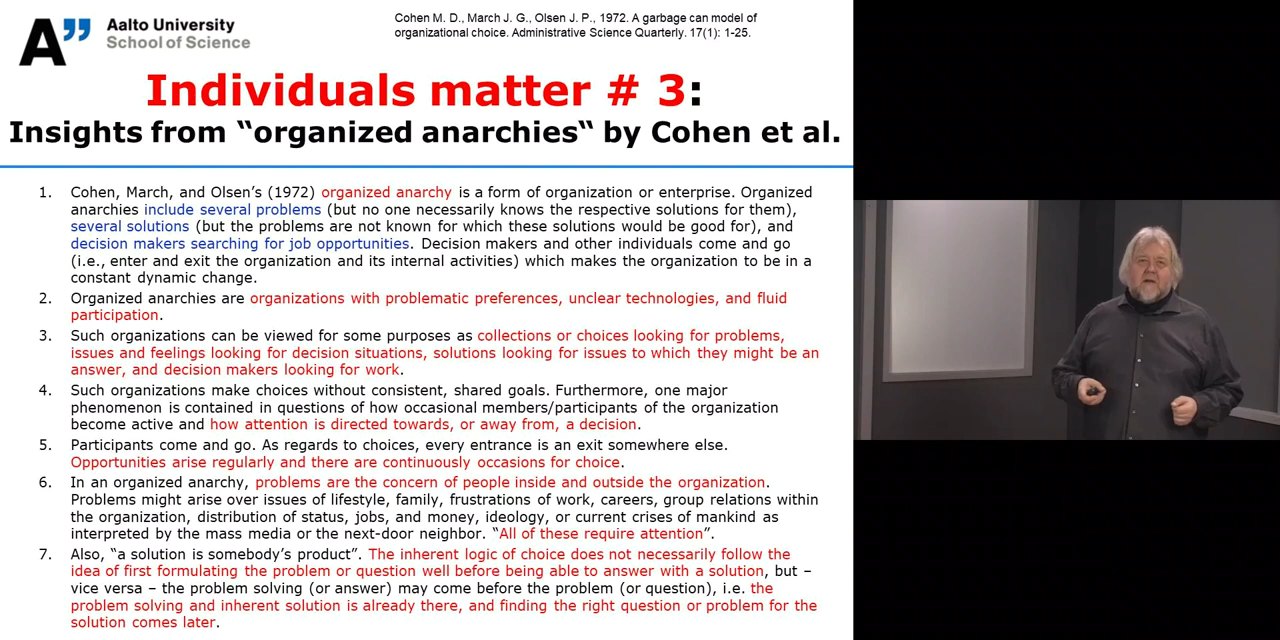 Aalto University
School of Science
A”
Cohen M. D., March J. G., Olsen J. P., 1972. A garbage can model of
organizational choice. Administrative Science Quarterly. 17(1): 1-25.
Individuals matter # 3:
Insights from “organized anarchies“ by Cohen et al.
1. Cohen, March, and Olsen’s (1972) organized anarchy is a form of organization or enterprise. Organized
anarchies include several problems (but no one necessarily knows the respective solutions for them),
several solutions (but the problems are not known for which these solutions would be good for), and
decision makers searching for job opportunities. Decision makers and other individuals come and go
(i.e., enter and exit the organization and its internal activities) which makes the organization to be in a
constant dynamic change.
2. Organized anarchies are organizations with problematic preferences, unclear technologies, and fluid
participation.
3. Such organizations can be viewed for some purposes as collections or choices looking for problems,
issues and feelings looking for decision situations, solutions looking for issues to which they might be an
answer, and decision makers looking for work.
4. Such organizations make choices without consistent, shared goals. Furthermore, one major
phenomenon is contained in questions of how occasional members/participants of the organization
become active and how attention is directed towards, or away from, a decision.
5. Participants come and go. As regards to choices, every entrance is an exit somewhere else.
Opportunities arise regularly and there are continuously occasions for choice.
6. In an organized anarchy, problems are the concern of people inside and outside the organization.
Problems might arise over issues of lifestyle, family, frustrations of work, careers, group relations within
the organization, distribution of status, jobs, and money, ideology, or current crises of mankind as
interpreted by the mass media or the next-door neighbor. “All of these require attention”.
7. Also, “a solution is somebody’s product”. The inherent logic of choice does not necessarily follow the
idea of first formulating the problem or question well before being able to answer with a solution, but –
vice versa – the problem solving (or answer) may come before the problem (or question), i.e. the
problem solving and inherent solution is already there, and finding the right question or problem for the
solution comes later.